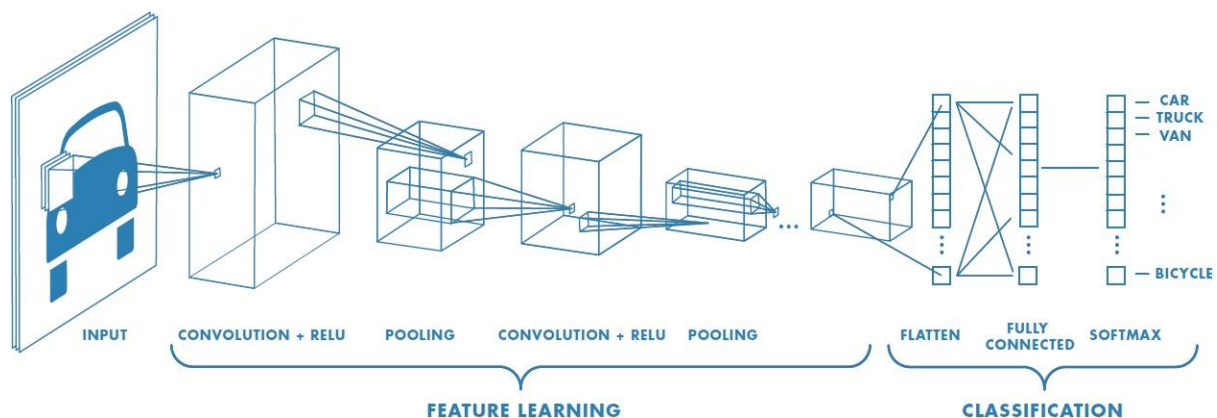 CAR
TRUCK
VAN
BICYCLE
INPUT
CONVOLUTION + RELU
POOLING
CONVOLUTION + RELU
POOLING
FLATTEN
FULLY
CONNECTED
SOFTMAX
FEATURE LEARNING
CLASSIFICATION